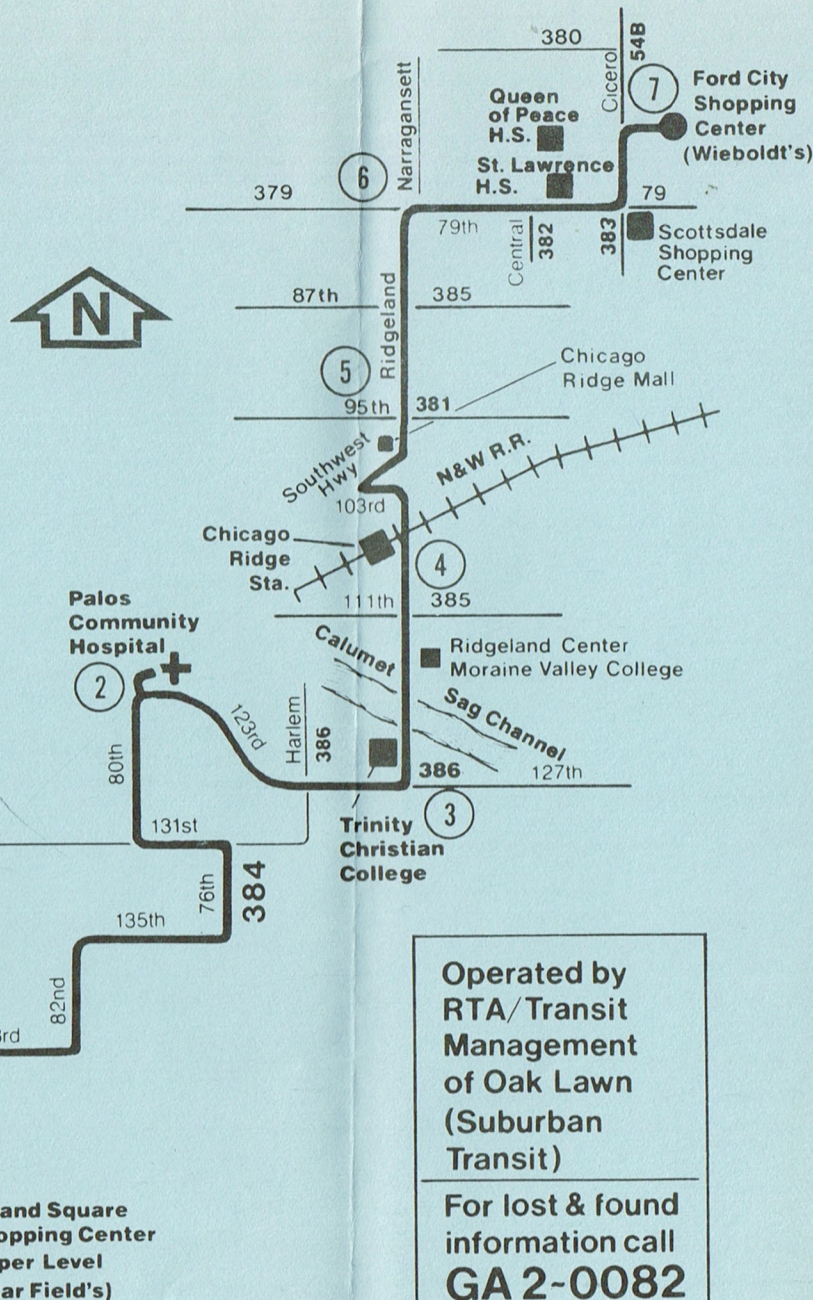 380
54B
Cicero
7
Ford City
Shopping
Center
(Wieboldt's)
Narragansett
Queen
of Peace
H.S.
St. Lawrence
H.S.
6
379
79
79th
Central
382
383
Scottsdale
Shopping
Center
N
87th
385
Ridgeland
5
Chicago
Ridge Mall
95th
381
Southwest
Hwy
N&W R.R.
103rd
Chicago
Ridge
Sta.
4
111th
385
Palos
Community
Hospital
2
Calumet
Ridgeland Center
Moraine Valley College
Sag Channel
123rd
Harlem
386
80th
386
127th
3
Trinity
Christian
College
131st
76th
384
135th
82nd
rd
Operated by
RTA/Transit
Management
of Oak Lawn
(Suburban
Transit)
For lost & found
information call
GA 2-0082
and Square
opping Center
per Level
ar Field's)